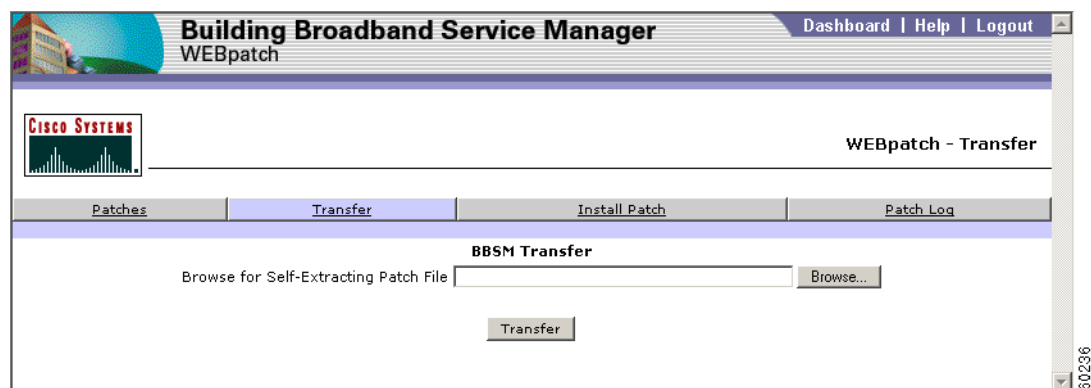 Building Broadband Service Manager
Dashboard | Help | Logout
WEBpatch
CISCO SYSTEMS
WEBpatch - Transfer
Patches Transfer Install Patch Patch Log
BBSM Transfer
Browse for Self-Extracting Patch File Browse...
Transfer
60236